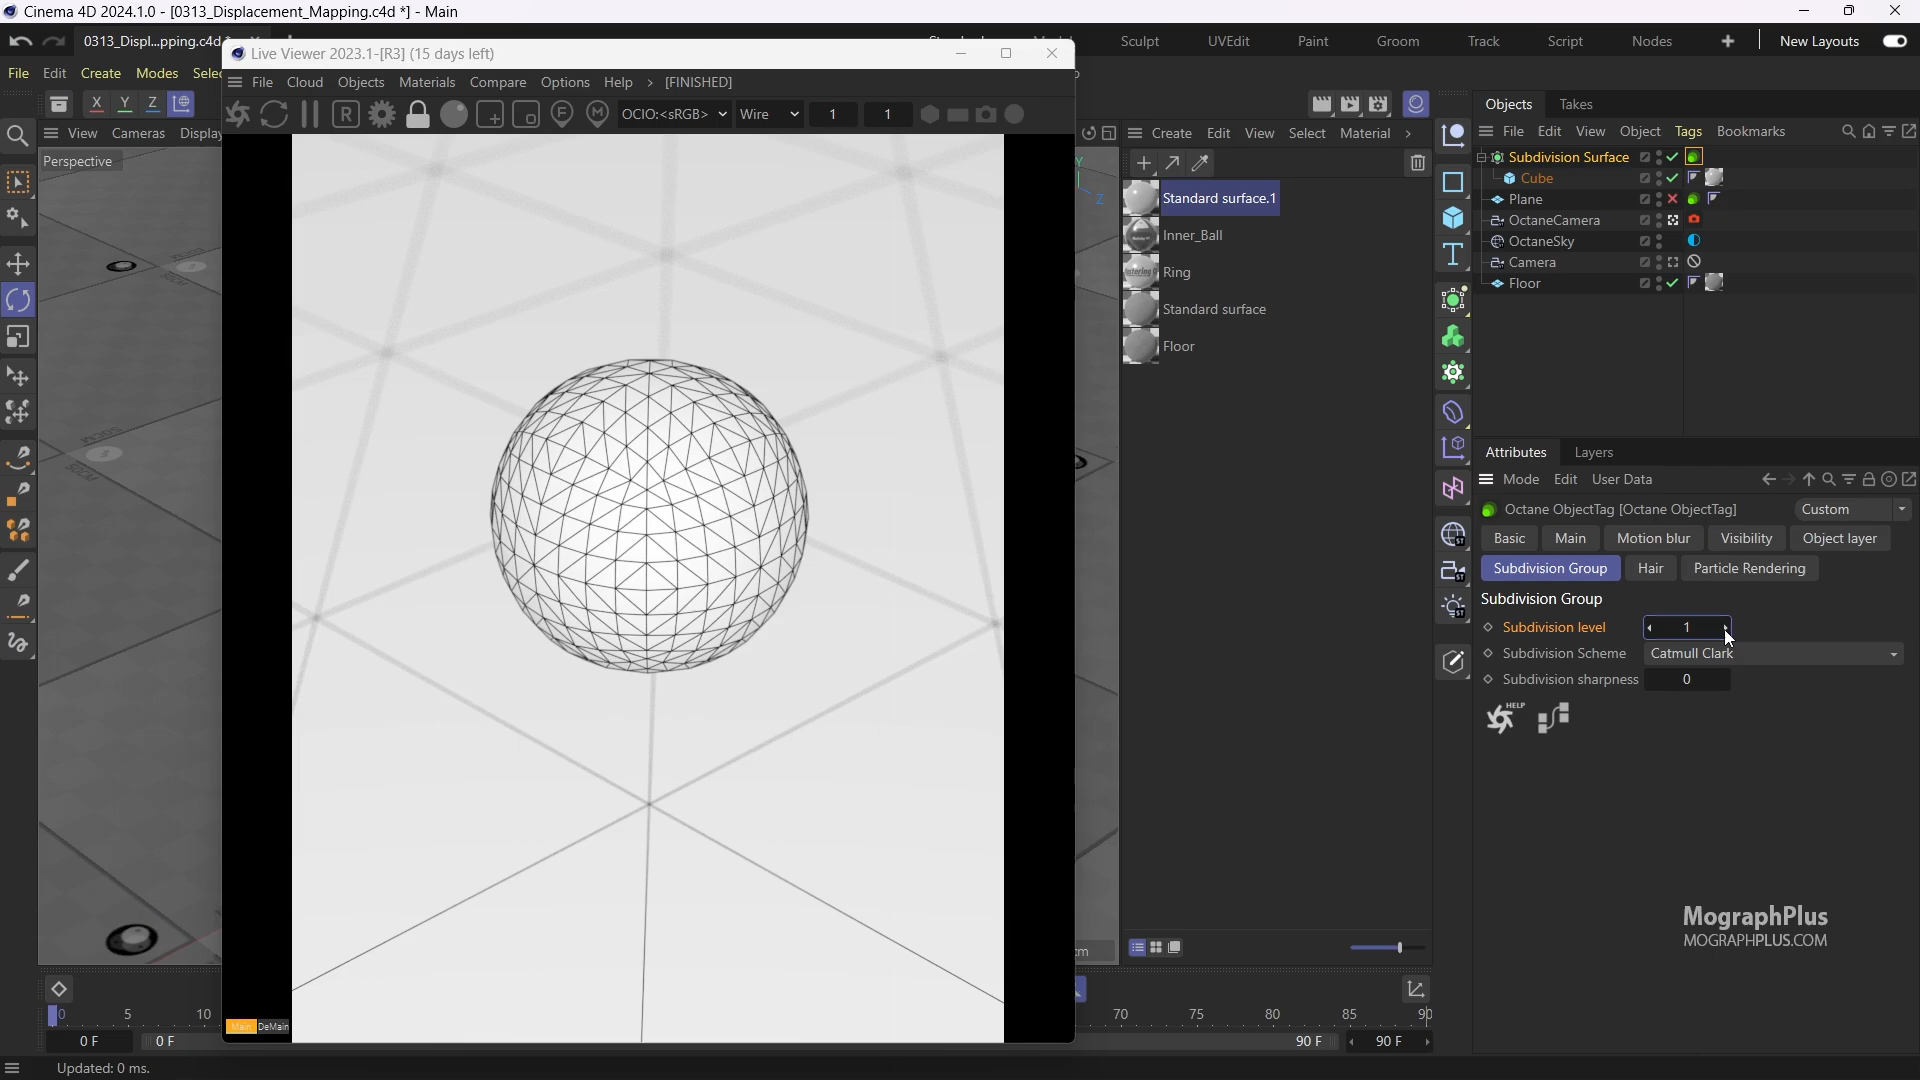 Cinema 4D 2024.1.0 - [0313_Displacement_Mapping.c4d *] - Main
0313_Displ...pping.c4d
Sculpt UVEdit Paint Groom Track Script Nodes New Layouts
File Edit Create Modes
Live Viewer 2023.1-[R3] (15 days left)
File Cloud Objects Materials Compare Options Help > [FINISHED]
X Y Z
R F M OCIO:<sRGB> Wire 1 1
View Cameras Display
Perspective
Y
Z
50CM
Main DeMain
Create Edit View Select Material >
Standard surface.1
Inner_Ball
Ring
Standard surface
Floor
cm
Objects Takes
File Edit View Object Tags Bookmarks
Subdivision Surface
Cube
Plane
OctaneCamera
OctaneSky
Camera
Floor
Attributes Layers
Mode Edit User Data
Octane ObjectTag [Octane ObjectTag] Custom
Basic Main Motion blur Visibility Object layer
Subdivision Group Hair Particle Rendering
Subdivision Group
Subdivision level 1
Subdivision Scheme Catmull Clark
Subdivision sharpness 0
HELP
MographPlus
MOGRAPHPLUS.COM
0 5 10 70 75 80 85 90
0 F 0 F 90 F 90 F
Updated: 0 ms.